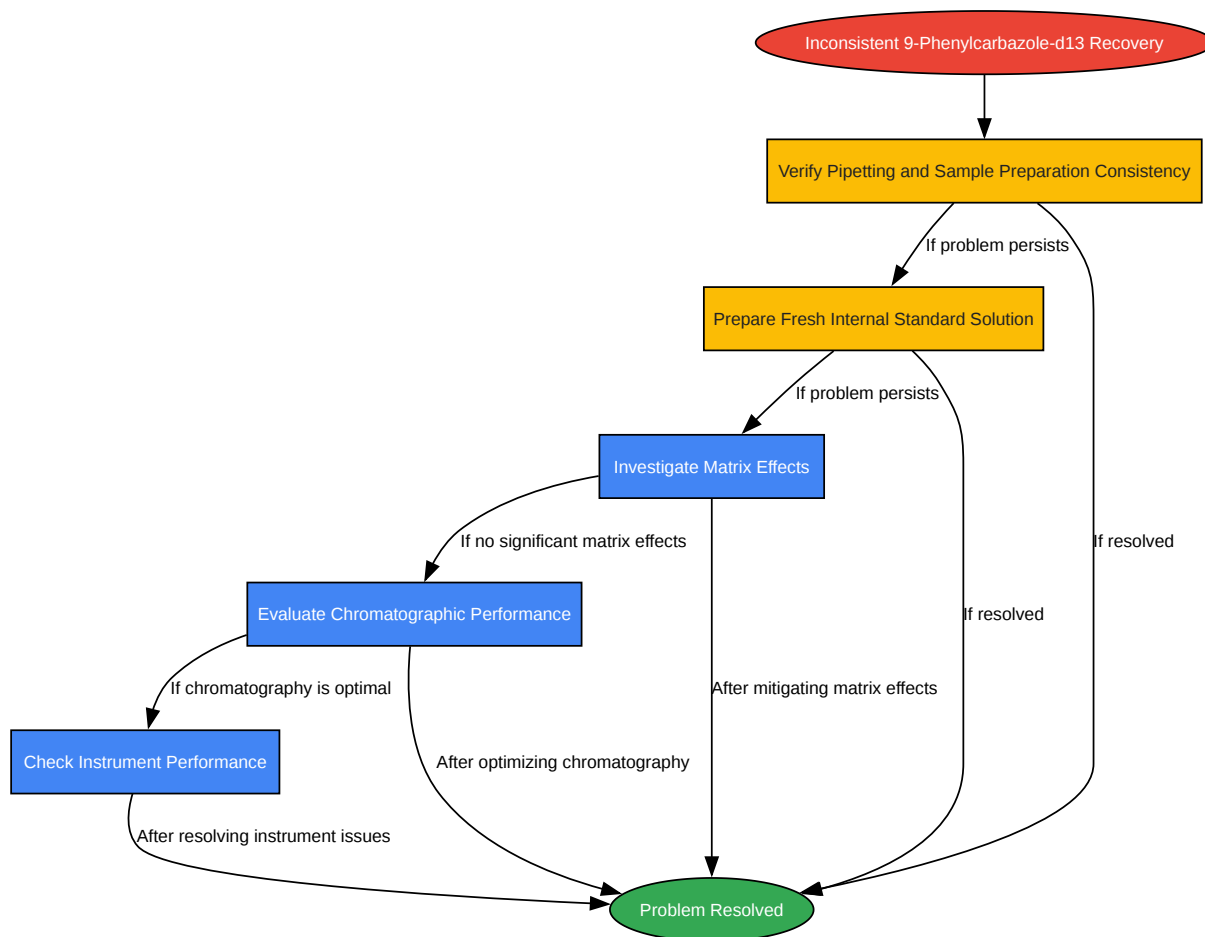 Inconsistent 9-Phenylcarbazole-d13 Recovery
Verify Pipetting and Sample Preparation Consistency
If problem persists
Prepare Fresh Internal Standard Solution
If problem persists
Investigate Matrix Effects
If no significant matrix effects
If resolved
Evaluate Chromatographic Performance
If resolved
If chromatography is optimal
After mitigating matrix effects
Check Instrument Performance
After optimizing chromatography
After resolving instrument issues
Problem Resolved